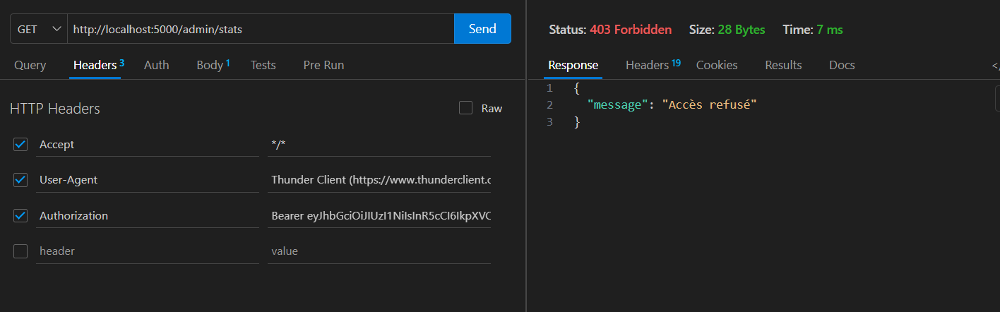 GET http://localhost:5000/admin/stats Send
Query Headers 3 Auth Body 1 Tests Pre Run
HTTP Headers Raw
Accept */*
User-Agent Thunder Client (https://www.thunderclient.c
Authorization Bearer eyJhbGciOiJIUzI1NiIsInR5cCI6IkpXVC
header value
Status: 403 Forbidden Size: 28 Bytes Time: 7 ms
Response Headers 19 Cookies Results Docs </
1 {
2 "message": "Accès refusé"
3 }